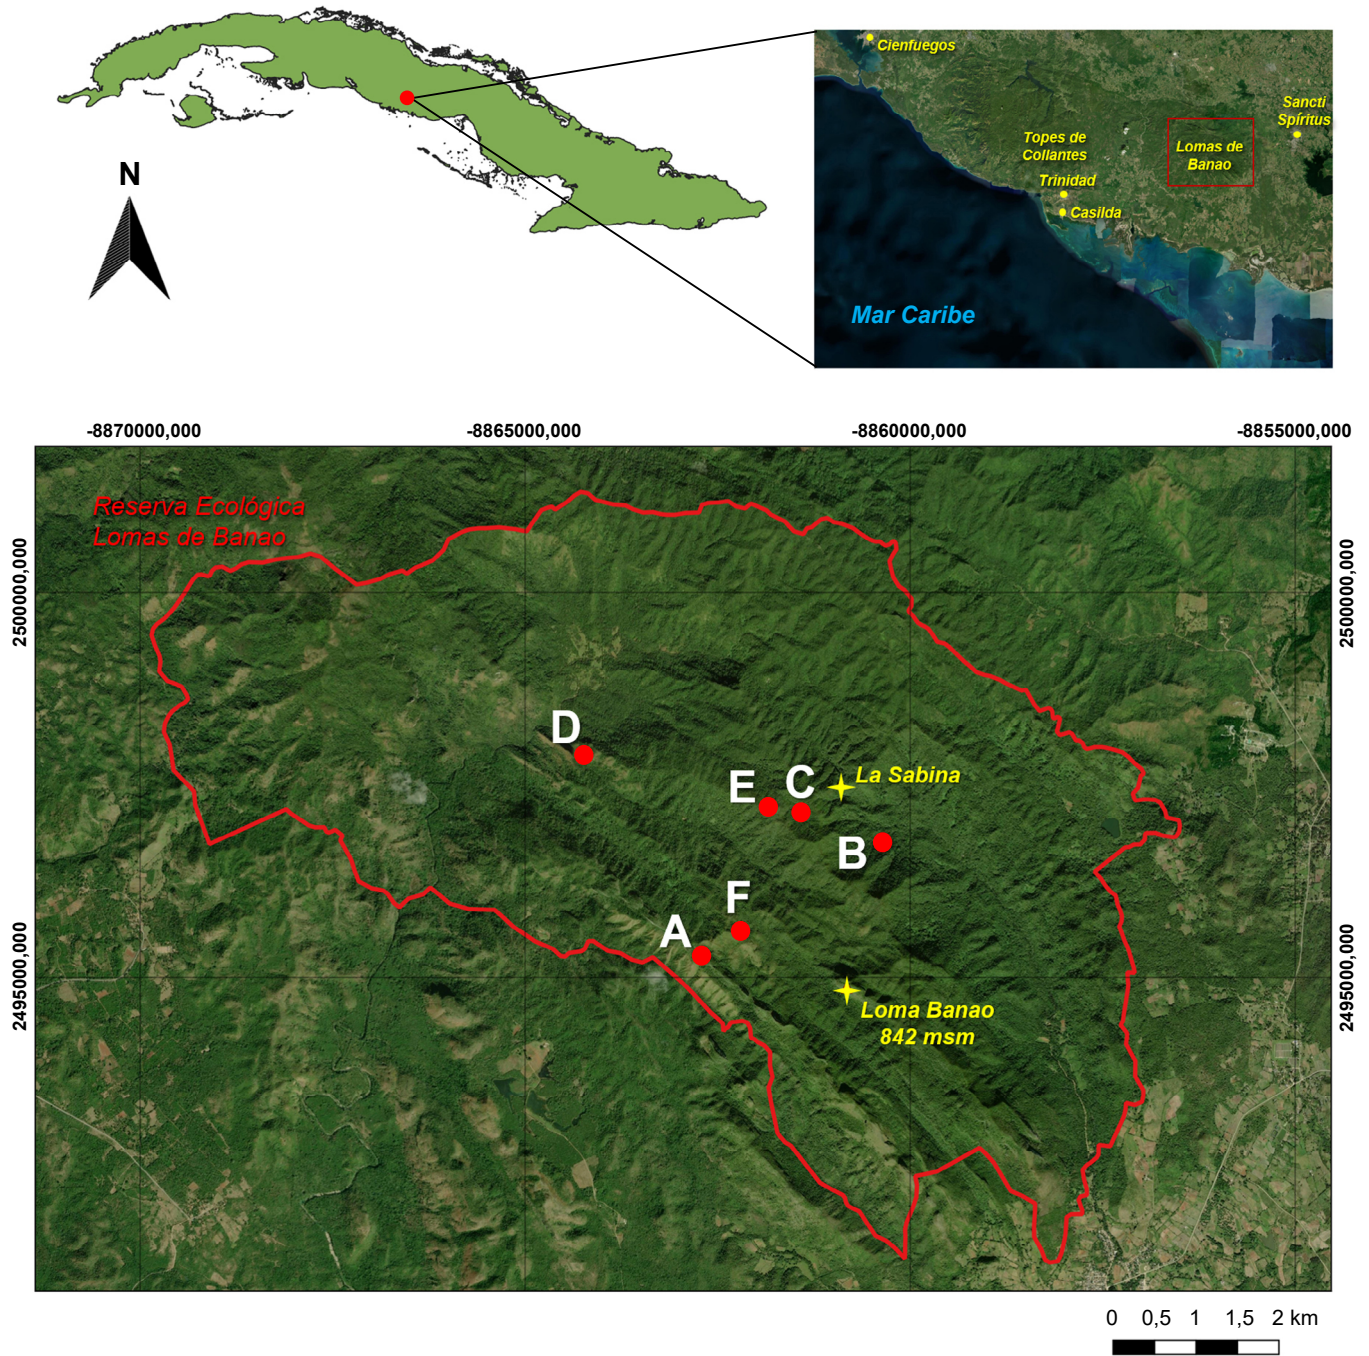 N
Cienfuegos
Sancti
Spíritus
Topes de
Collantes
Lomas de
Banao
Trinidad
Casilda
Mar Caribe
-8870000,000
-8865000,000
-8860000,000
-8855000,000
Reserva Ecológica
Lomas de Banao
2500000,000
2500000,000
D
E
C
La Sabina
B
F
A
2495000,000
2495000,000
Loma Banao
842 msm
0 0,5 1 1,5 2 km